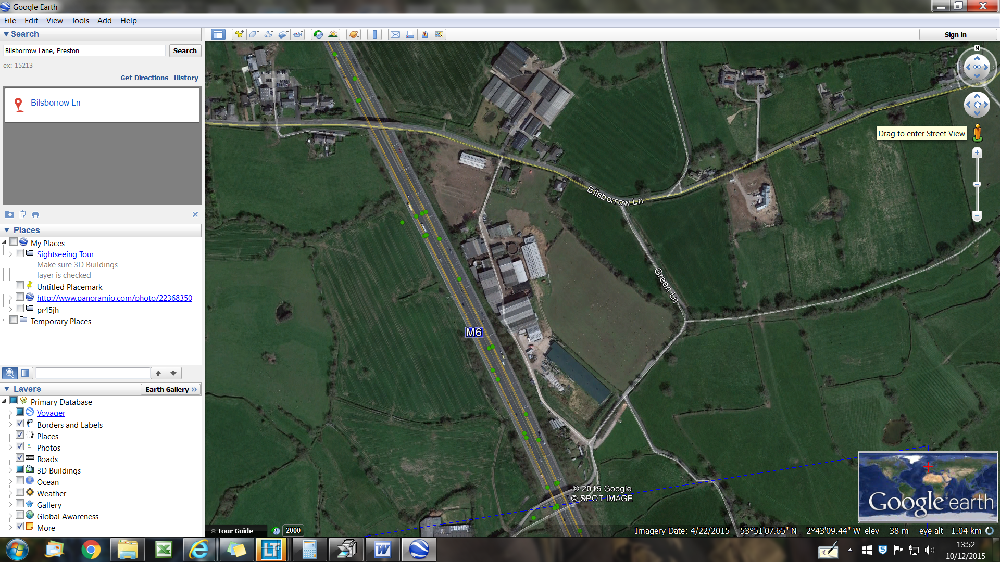 Google Earth
File Edit View Tools Add Help
Search
Bilsborrow Lane, Preston
Search
ex: 15213
Get Directions History
Bilsborrow Ln
Places
My Places
Sightseeing Tour
Make sure 3D Buildings
layer is checked
Untitled Placemark
http://www.panoramio.com/photo/22368350
pr45jh
Temporary Places
Layers
Earth Gallery >>
Primary Database
Voyager
Borders and Labels
Places
Photos
Roads
3D Buildings
Ocean
Weather
Gallery
Global Awareness
More
Sign in
N
Drag to enter Street View
Bilsborrow Ln
Green Ln
M6
© 2015 Google
© SPOT IMAGE
Google earth
Tour Guide
2000
Imagery Date: 4/22/2015 53°51'07.65" N 2°43'09.44" W elev 38 m eye alt 1.04 km
LT
W
S
13:52
10/12/2015